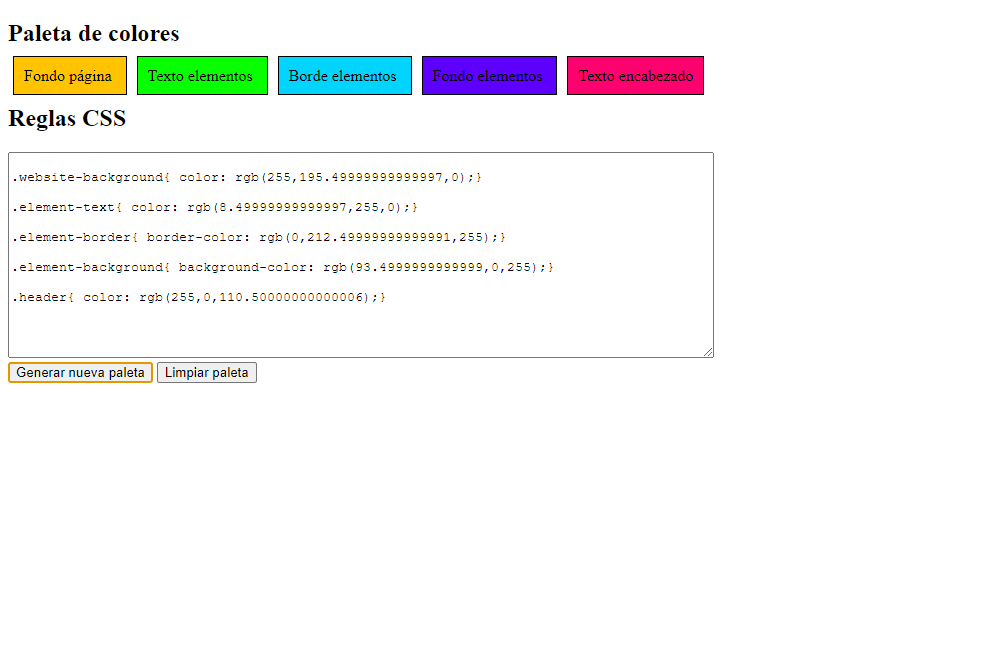 Paleta de colores
Fondo página Texto elementos Borde elementos Fondo elementos Texto encabezado
Reglas CSS
.website-background{ color: rgb(255,195.49999999999997,0);}
.element-text{ color: rgb(8.49999999999997,255,0);}
.element-border{ border-color: rgb(0,212.49999999999991,255);}
.element-background{ background-color: rgb(93.4999999999999,0,255);}
.header{ color: rgb(255,0,110.50000000000006);}
Generar nueva paleta Limpiar paleta